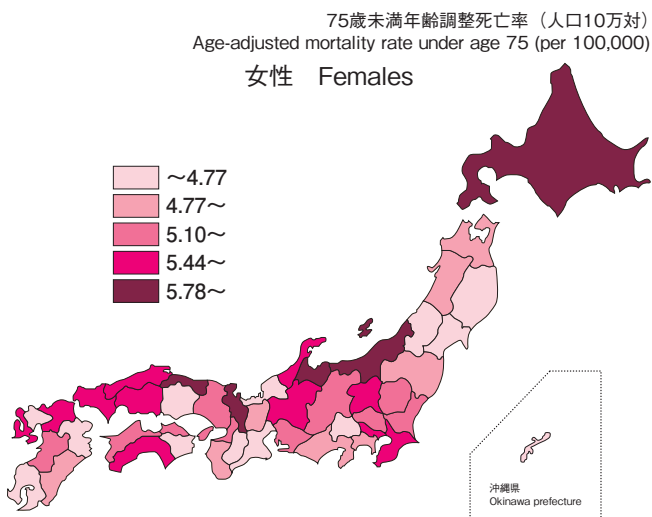 75歳未満年齢調整死亡率（人口10万対）
Age-adjusted mortality rate under age 75 (per 100,000)
女性　Females
～4.77
4.77～
5.10～
5.44～
5.78～
沖縄県
Okinawa prefecture